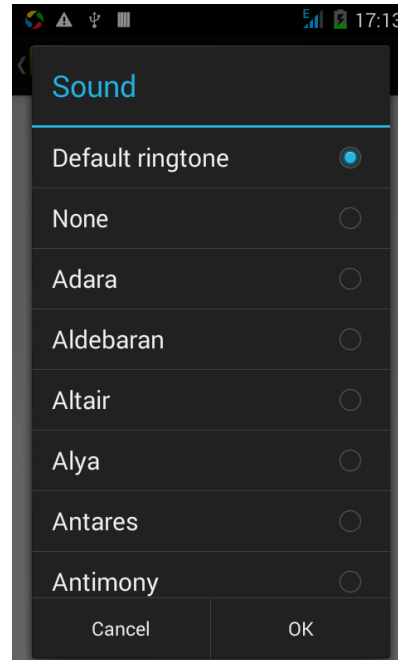 E 17:13
Sound
Default ringtone
None
Adara
Aldebaran
Altair
Alya
Antares
Antimony
Cancel OK